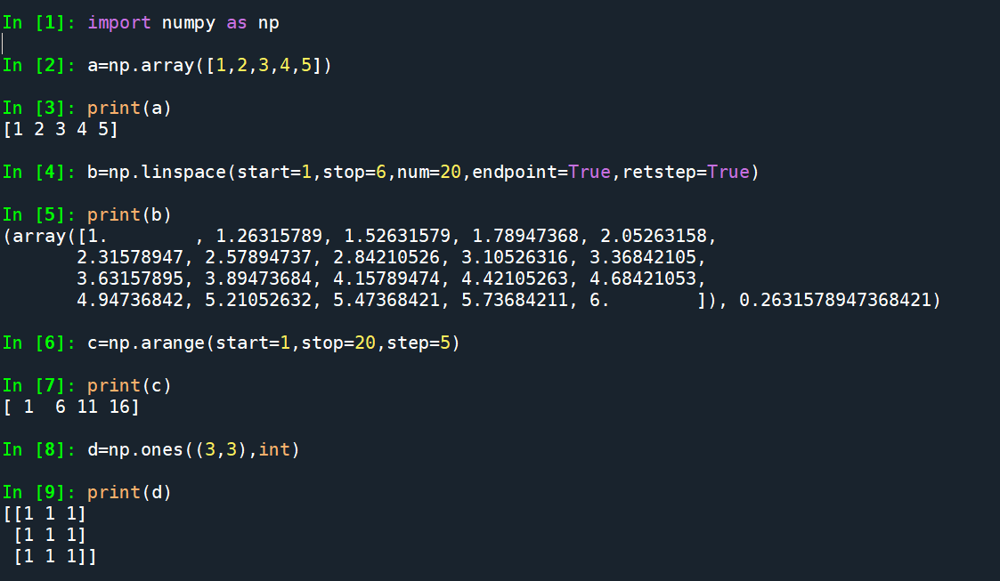 In [1]: import numpy as np
In [2]: a=np.array([1,2,3,4,5])
In [3]: print(a)
[1 2 3 4 5]
In [4]: b=np.linspace(start=1,stop=6,num=20,endpoint=True,retstep=True)
In [5]: print(b)
(array([1.        , 1.26315789, 1.52631579, 1.78947368, 2.05263158,
       2.31578947, 2.57894737, 2.84210526, 3.10526316, 3.36842105,
       3.63157895, 3.89473684, 4.15789474, 4.42105263, 4.68421053,
       4.94736842, 5.21052632, 5.47368421, 5.73684211, 6.        ]), 0.2631578947368421)
In [6]: c=np.arange(start=1,stop=20,step=5)
In [7]: print(c)
[ 1  6 11 16]
In [8]: d=np.ones((3,3),int)
In [9]: print(d)
[[1 1 1]
 [1 1 1]
 [1 1 1]]